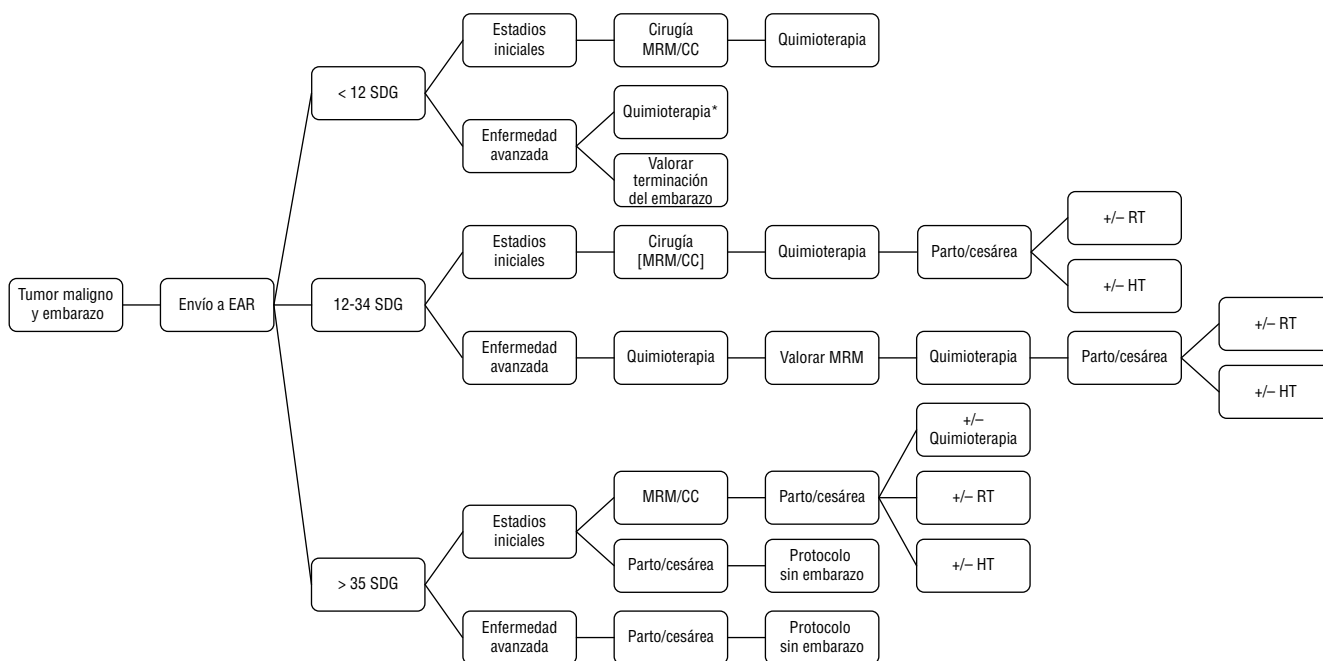 Tumor maligno
y embarazo
Envío a EAR
< 12 SDG
Estadios
iniciales
Cirugía
MRM/CC
Quimioterapia
Enfermedad
avanzada
Quimioterapia*
Valorar
terminación
del embarazo
12-34 SDG
Estadios
iniciales
Cirugía
[MRM/CC]
Quimioterapia
Parto/cesárea
+/– RT
+/– HT
Enfermedad
avanzada
Quimioterapia
Valorar MRM
Quimioterapia
Parto/cesárea
+/– RT
+/– HT
> 35 SDG
Estadios
iniciales
MRM/CC
Parto/cesárea
+/–
Quimioterapia
+/– RT
+/– HT
Parto/cesárea
Protocolo
sin embarazo
Enfermedad
avanzada
Parto/cesárea
Protocolo
sin embarazo